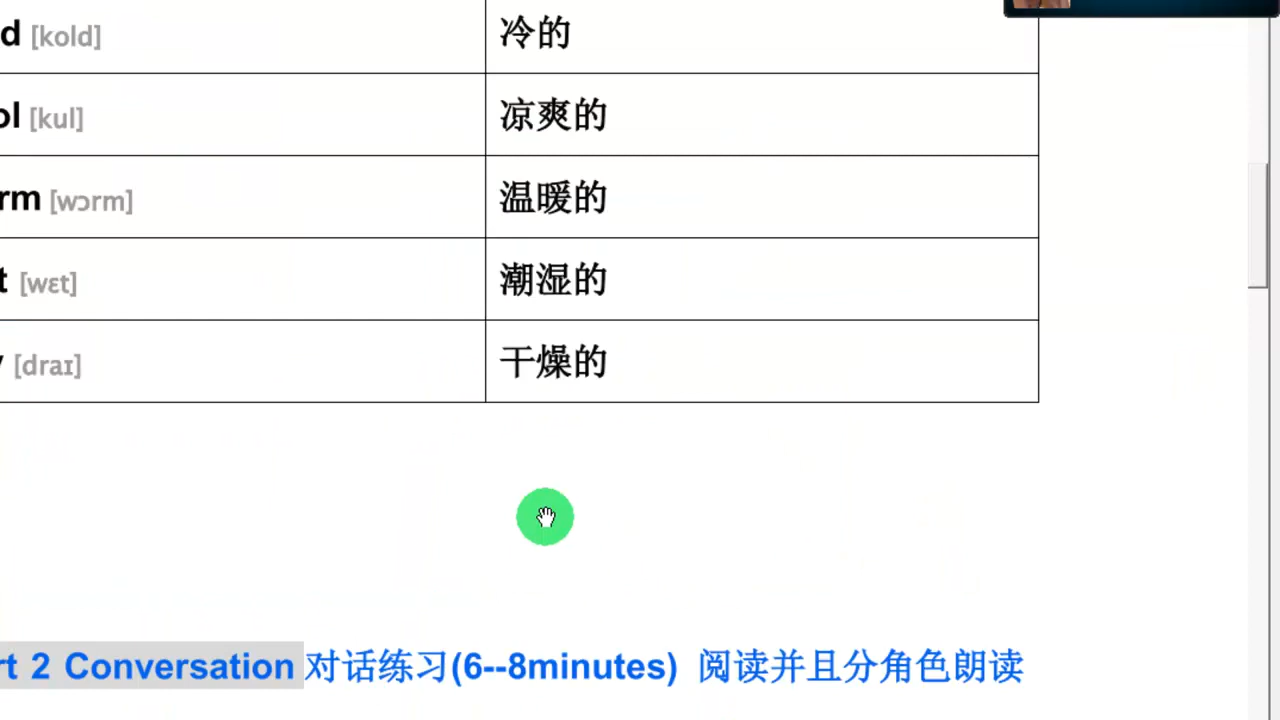 d [kold] 冷的
ol [kul] 凉爽的
rm [wɔrm] 温暖的
t [wɛt] 潮湿的
[draɪ] 干燥的
rt 2 Conversation 对话练习(6--8minutes) 阅读并且分角色朗读